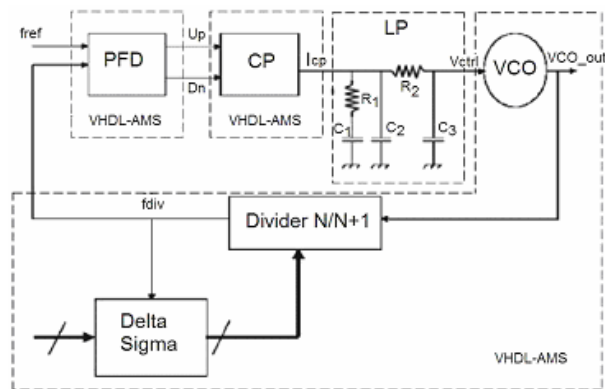 LP
fref
Up
Dn
PFD
CP
Icp
R1
R2
C1
C2
C3
Vctrl
VCO
VCO_out
VHDL-AMS
VHDL-AMS
fdiv
Divider N/N+1
Delta
Sigma
VHDL-AMS